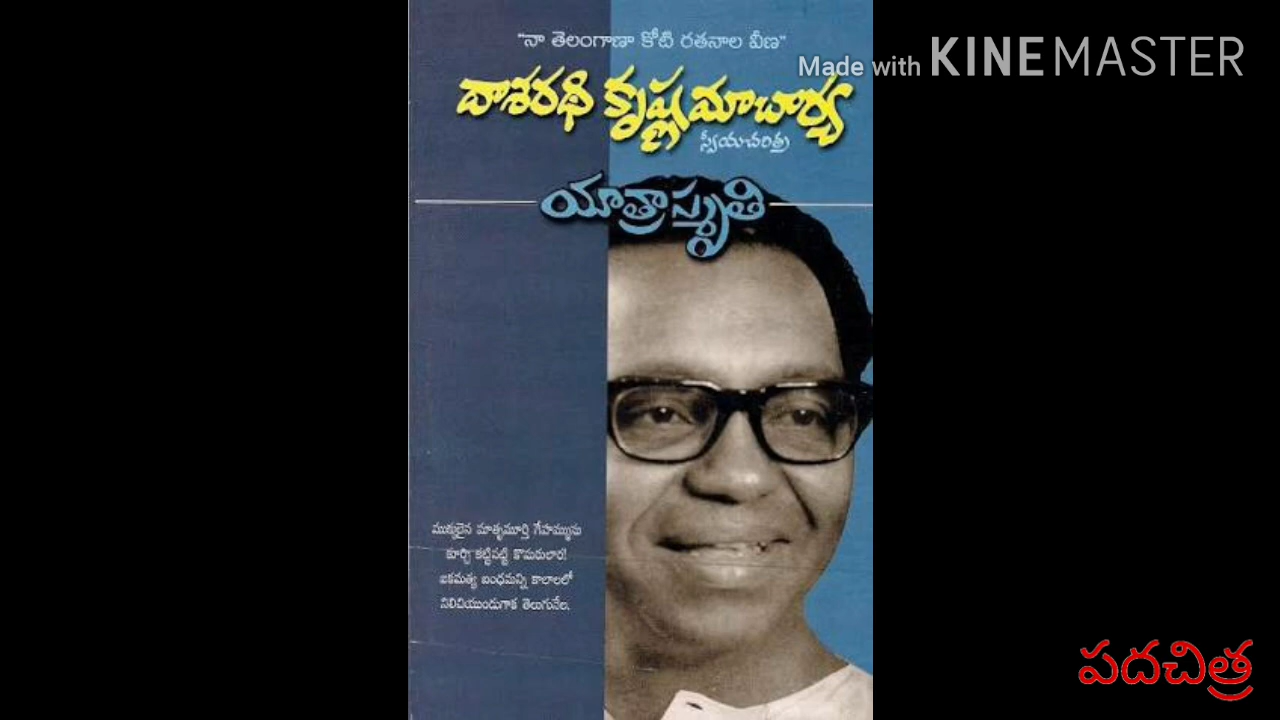 "నా తెలంగాణా కోటి రతనాల వీణ"
Made with KINEMASTER
దాశరథి కృష్ణమాచార్య
స్వీయచరిత్ర
యాత్రాస్మృతి
ముక్కలైన మాతృమూర్తి గేహమ్మును
కూర్చి కట్టిపెట్టి కొమరులార!
ఐకమత్య బంధమన్ని కాలాలలో
నిలిచియుండుగాక తెలుగునేల.
పదచిత్ర